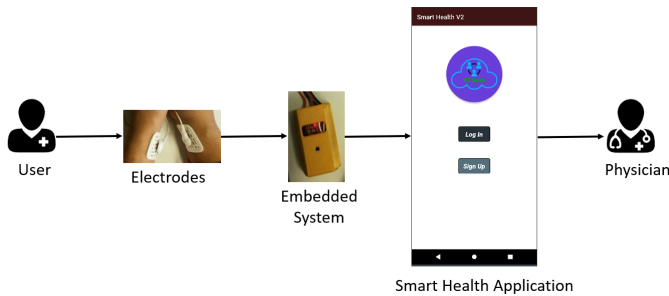 Smart Health V2
Log In
Sign Up
User
Electrodes
Embedded
System
Physician
Smart Health Application